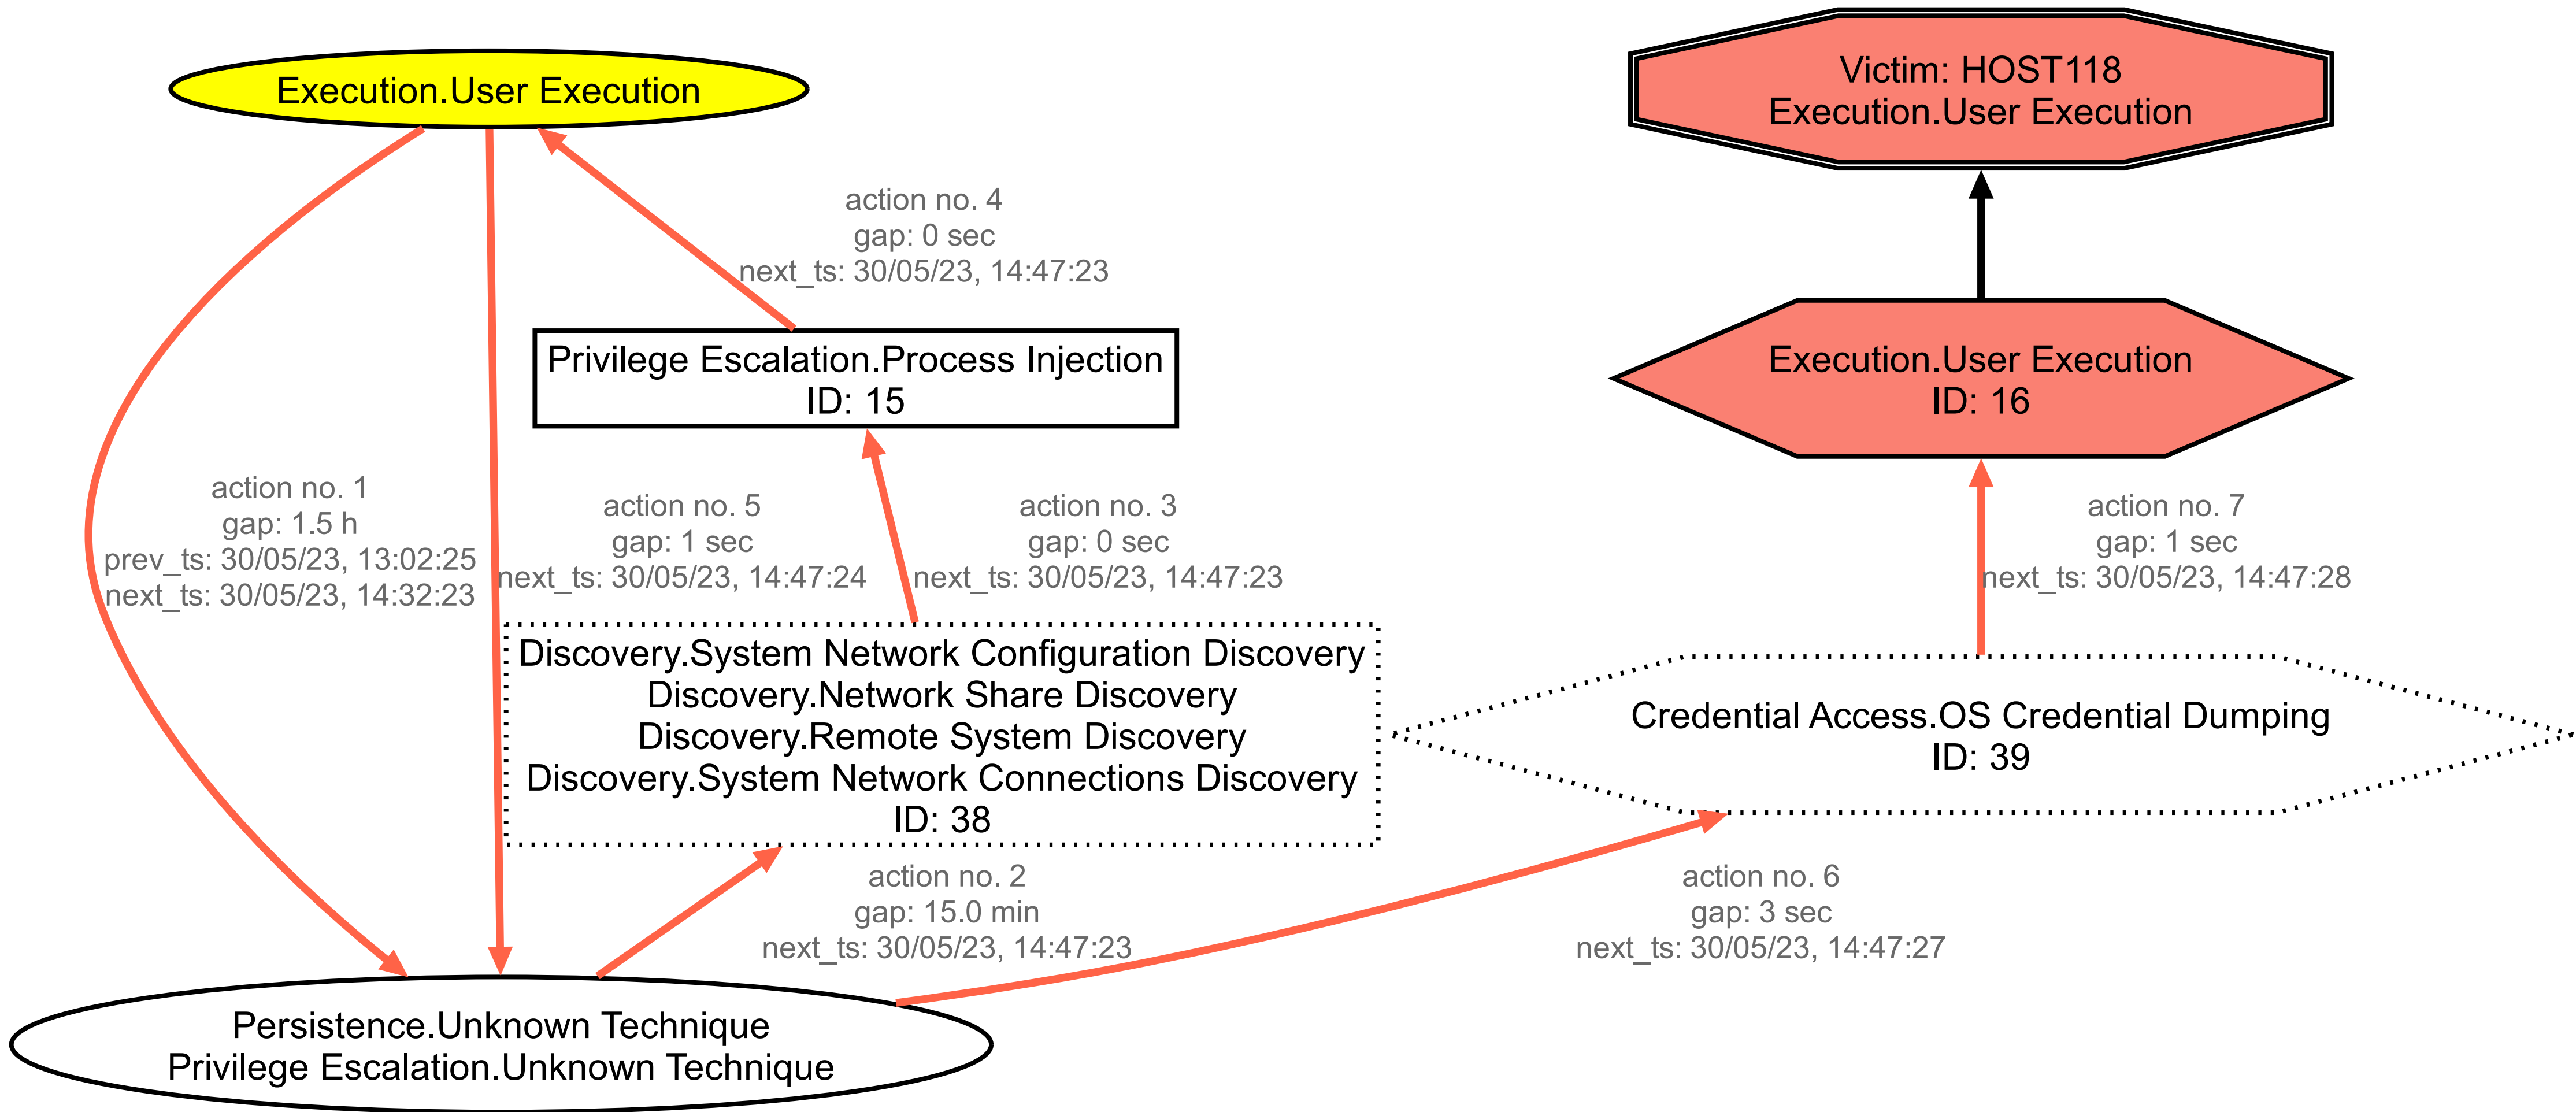 Execution.User Execution
Victim: HOST118
Execution.User Execution
action no. 4
gap: 0 sec
next_ts: 30/05/23, 14:47:23
Privilege Escalation.Process Injection
ID: 15
Execution.User Execution
ID: 16
action no. 1
gap: 1.5 h
prev_ts: 30/05/23, 13:02:25
next_ts: 30/05/23, 14:32:23
action no. 5
gap: 1 sec
next_ts: 30/05/23, 14:47:24
action no. 3
gap: 0 sec
next_ts: 30/05/23, 14:47:23
action no. 7
gap: 1 sec
next_ts: 30/05/23, 14:47:28
Discovery.System Network Configuration Discovery
Discovery.Network Share Discovery
Discovery.Remote System Discovery
Discovery.System Network Connections Discovery
ID: 38
Credential Access.OS Credential Dumping
ID: 39
action no. 2
gap: 15.0 min
next_ts: 30/05/23, 14:47:23
action no. 6
gap: 3 sec
next_ts: 30/05/23, 14:47:27
Persistence.Unknown Technique
Privilege Escalation.Unknown Technique